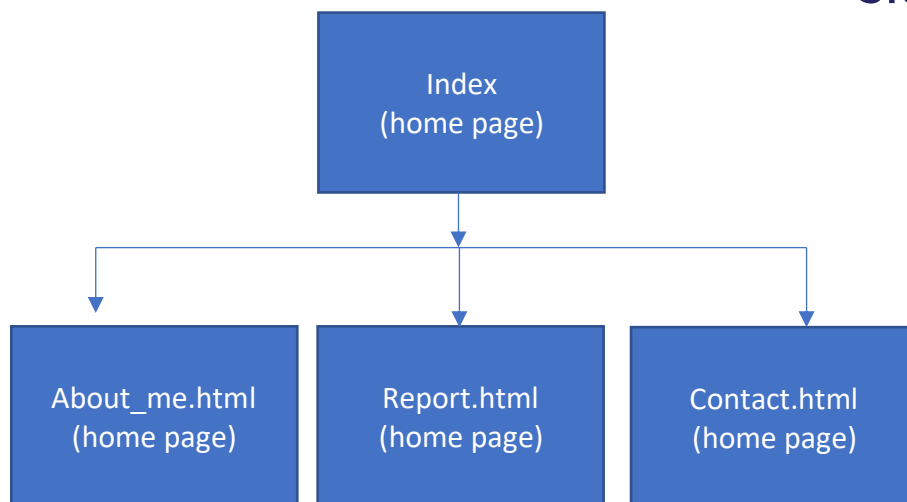 Index
(home page)
About_me.html
(home page)
Report.html
(home page)
Contact.html
(home page)